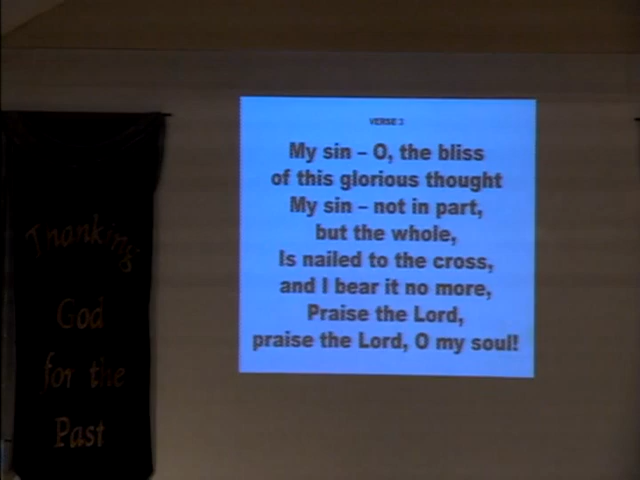 VERSE 3
My sin – O, the bliss
of this glorious thought
My sin – not in part,
but the whole,
Is nailed to the cross,
and I bear it no more,
Praise the Lord,
praise the Lord, O my soul!
Thanking
God
for the
Past